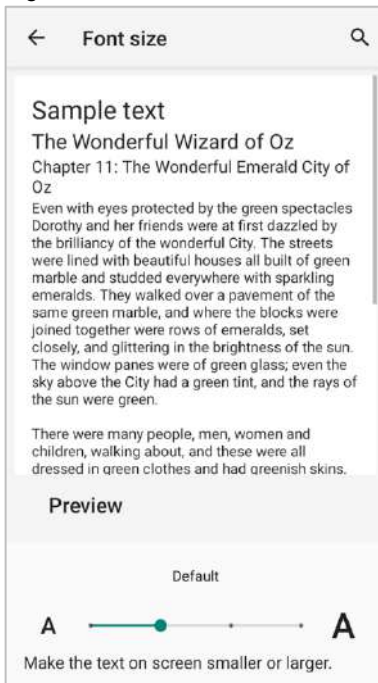 Font size
Sample text
The Wonderful Wizard of Oz
Chapter 11: The Wonderful Emerald City of
Oz
Even with eyes protected by the green spectacles
Dorothy and her friends were at first dazzled by
the brilliancy of the wonderful City. The streets
were lined with beautiful houses all built of green
marble and studded everywhere with sparkling
emeralds. They walked over a pavement of the
same green marble, and where the blocks were
joined together were rows of emeralds, set
closely, and glittering in the brightness of the sun.
The window panes were of green glass; even the
sky above the City had a green tint, and the rays of
the sun were green.
There were many people, men, women and
children, walking about, and these were all
dressed in green clothes and had greenish skins.
Preview
Default
A A
Make the text on screen smaller or larger.